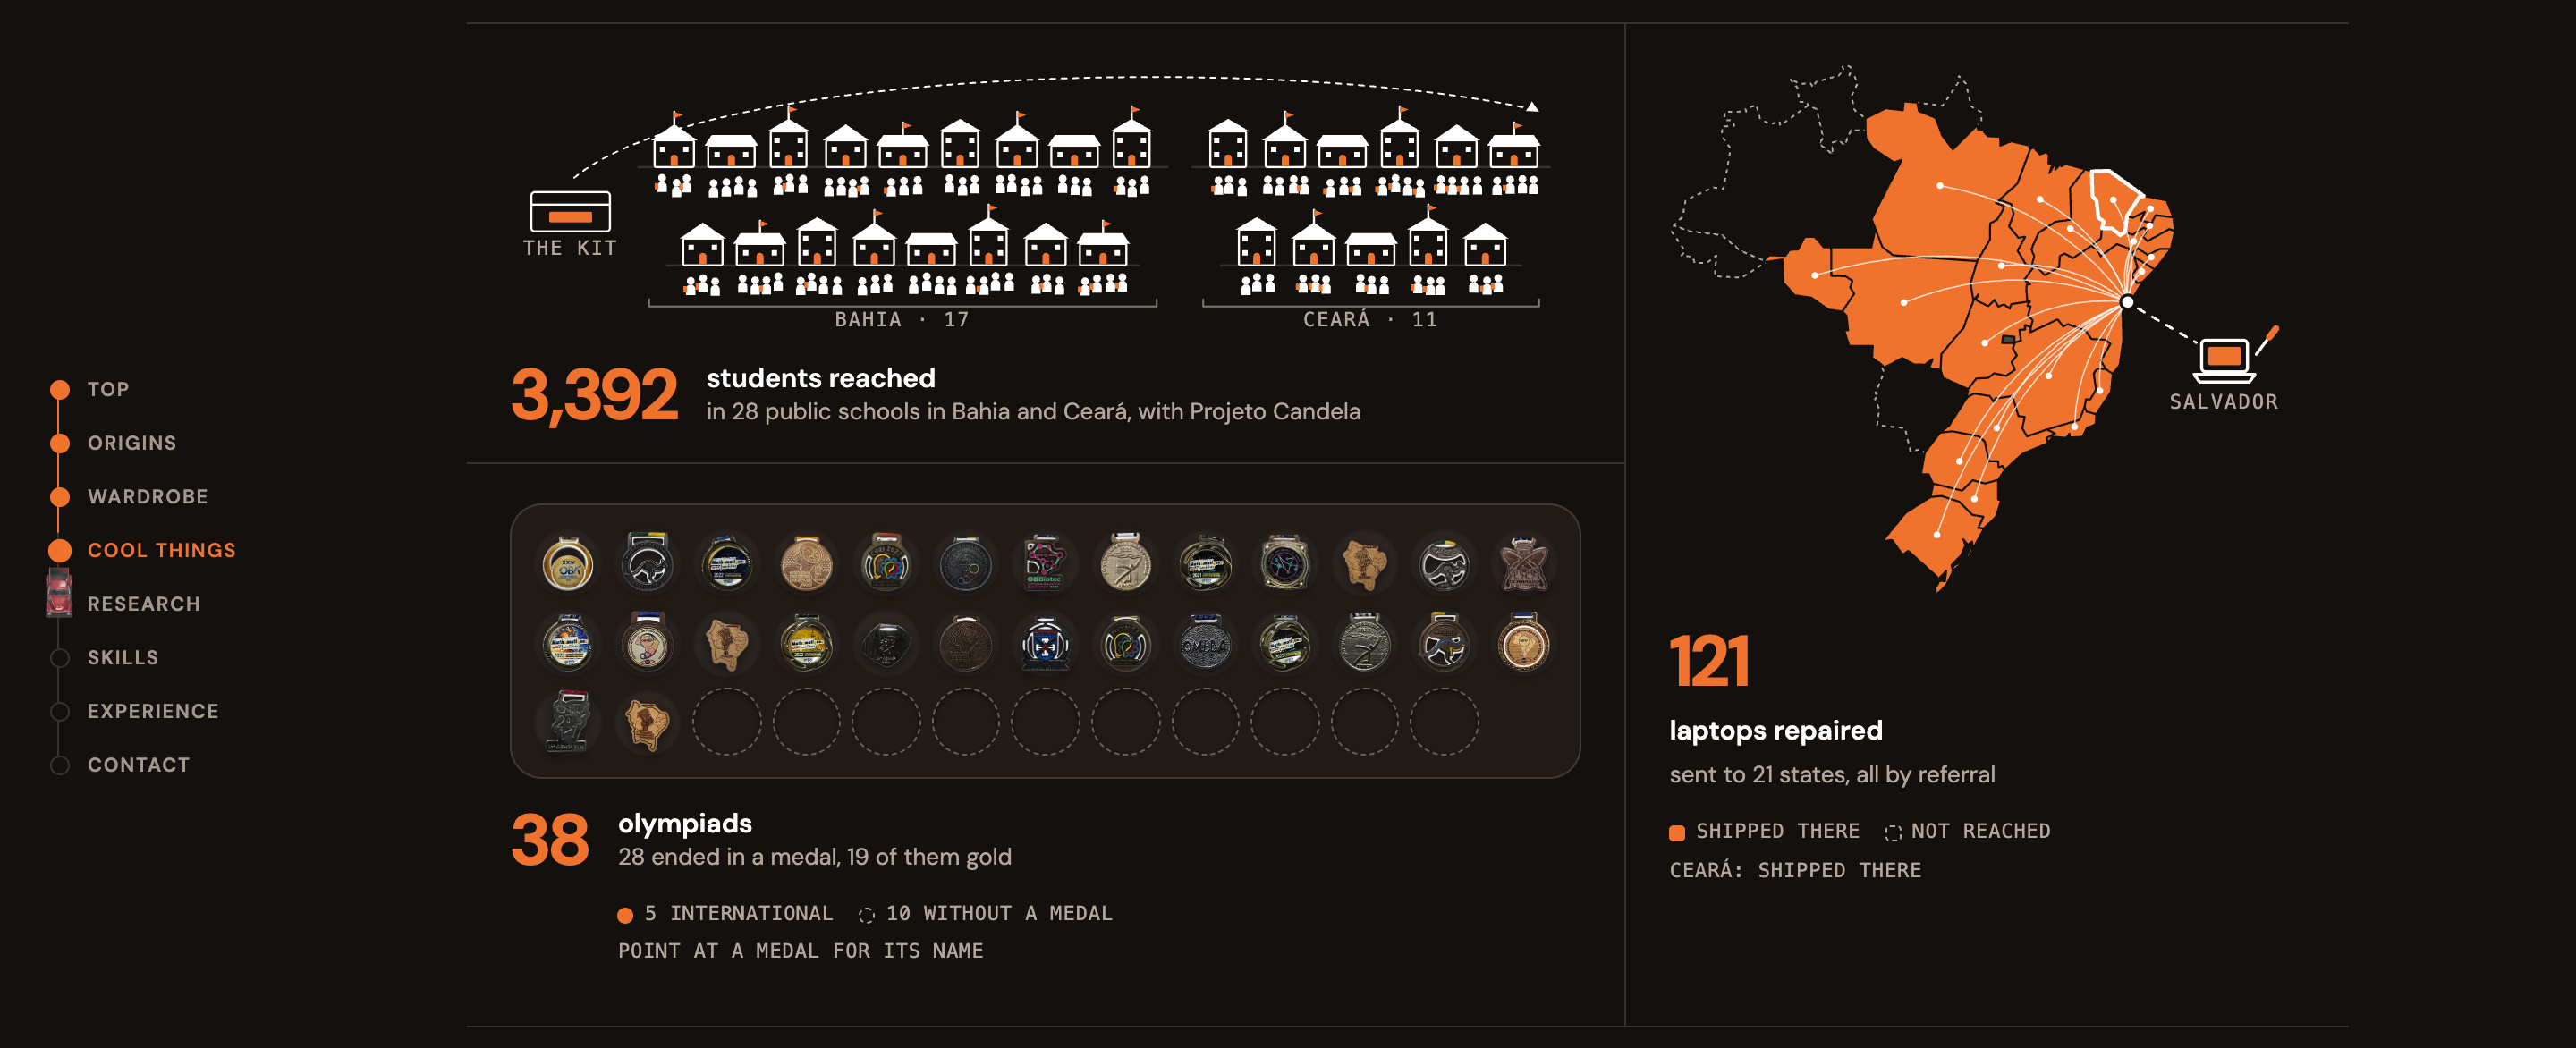 TOP
ORIGINS
WARDROBE
COOL THINGS
RESEARCH
SKILLS
EXPERIENCE
CONTACT
THE KIT
BAHIA · 17
CEARÁ · 11
3,392
students reached
in 28 public schools in Bahia and Ceará, with Projeto Candela
38
olympiads
28 ended in a medal, 19 of them gold
5 INTERNATIONAL
10 WITHOUT A MEDAL
POINT AT A MEDAL FOR ITS NAME
SALVADOR
121
laptops repaired
sent to 21 states, all by referral
SHIPPED THERE
NOT REACHED
CEARÁ: SHIPPED THERE